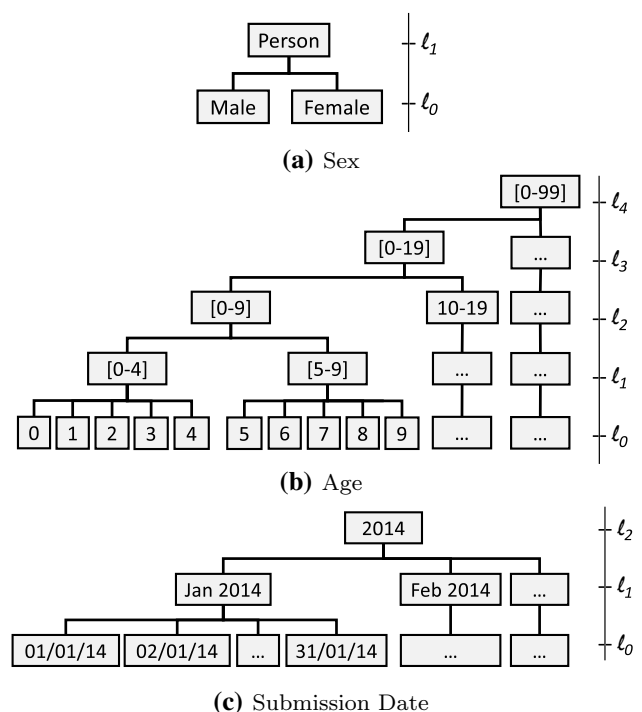 Person ℓ1
Male Female ℓ0
(a) Sex
[0-99] ℓ4
[0-19] ... ℓ3
[0-9] 10-19 ... ℓ2
[0-4] [5-9] ... ... ℓ1
0 1 2 3 4 5 6 7 8 9 ... ... ℓ0
(b) Age
2014 ℓ2
Jan 2014 Feb 2014 ... ℓ1
01/01/14 02/01/14 ... 31/01/14 ... ... ℓ0
(c) Submission Date